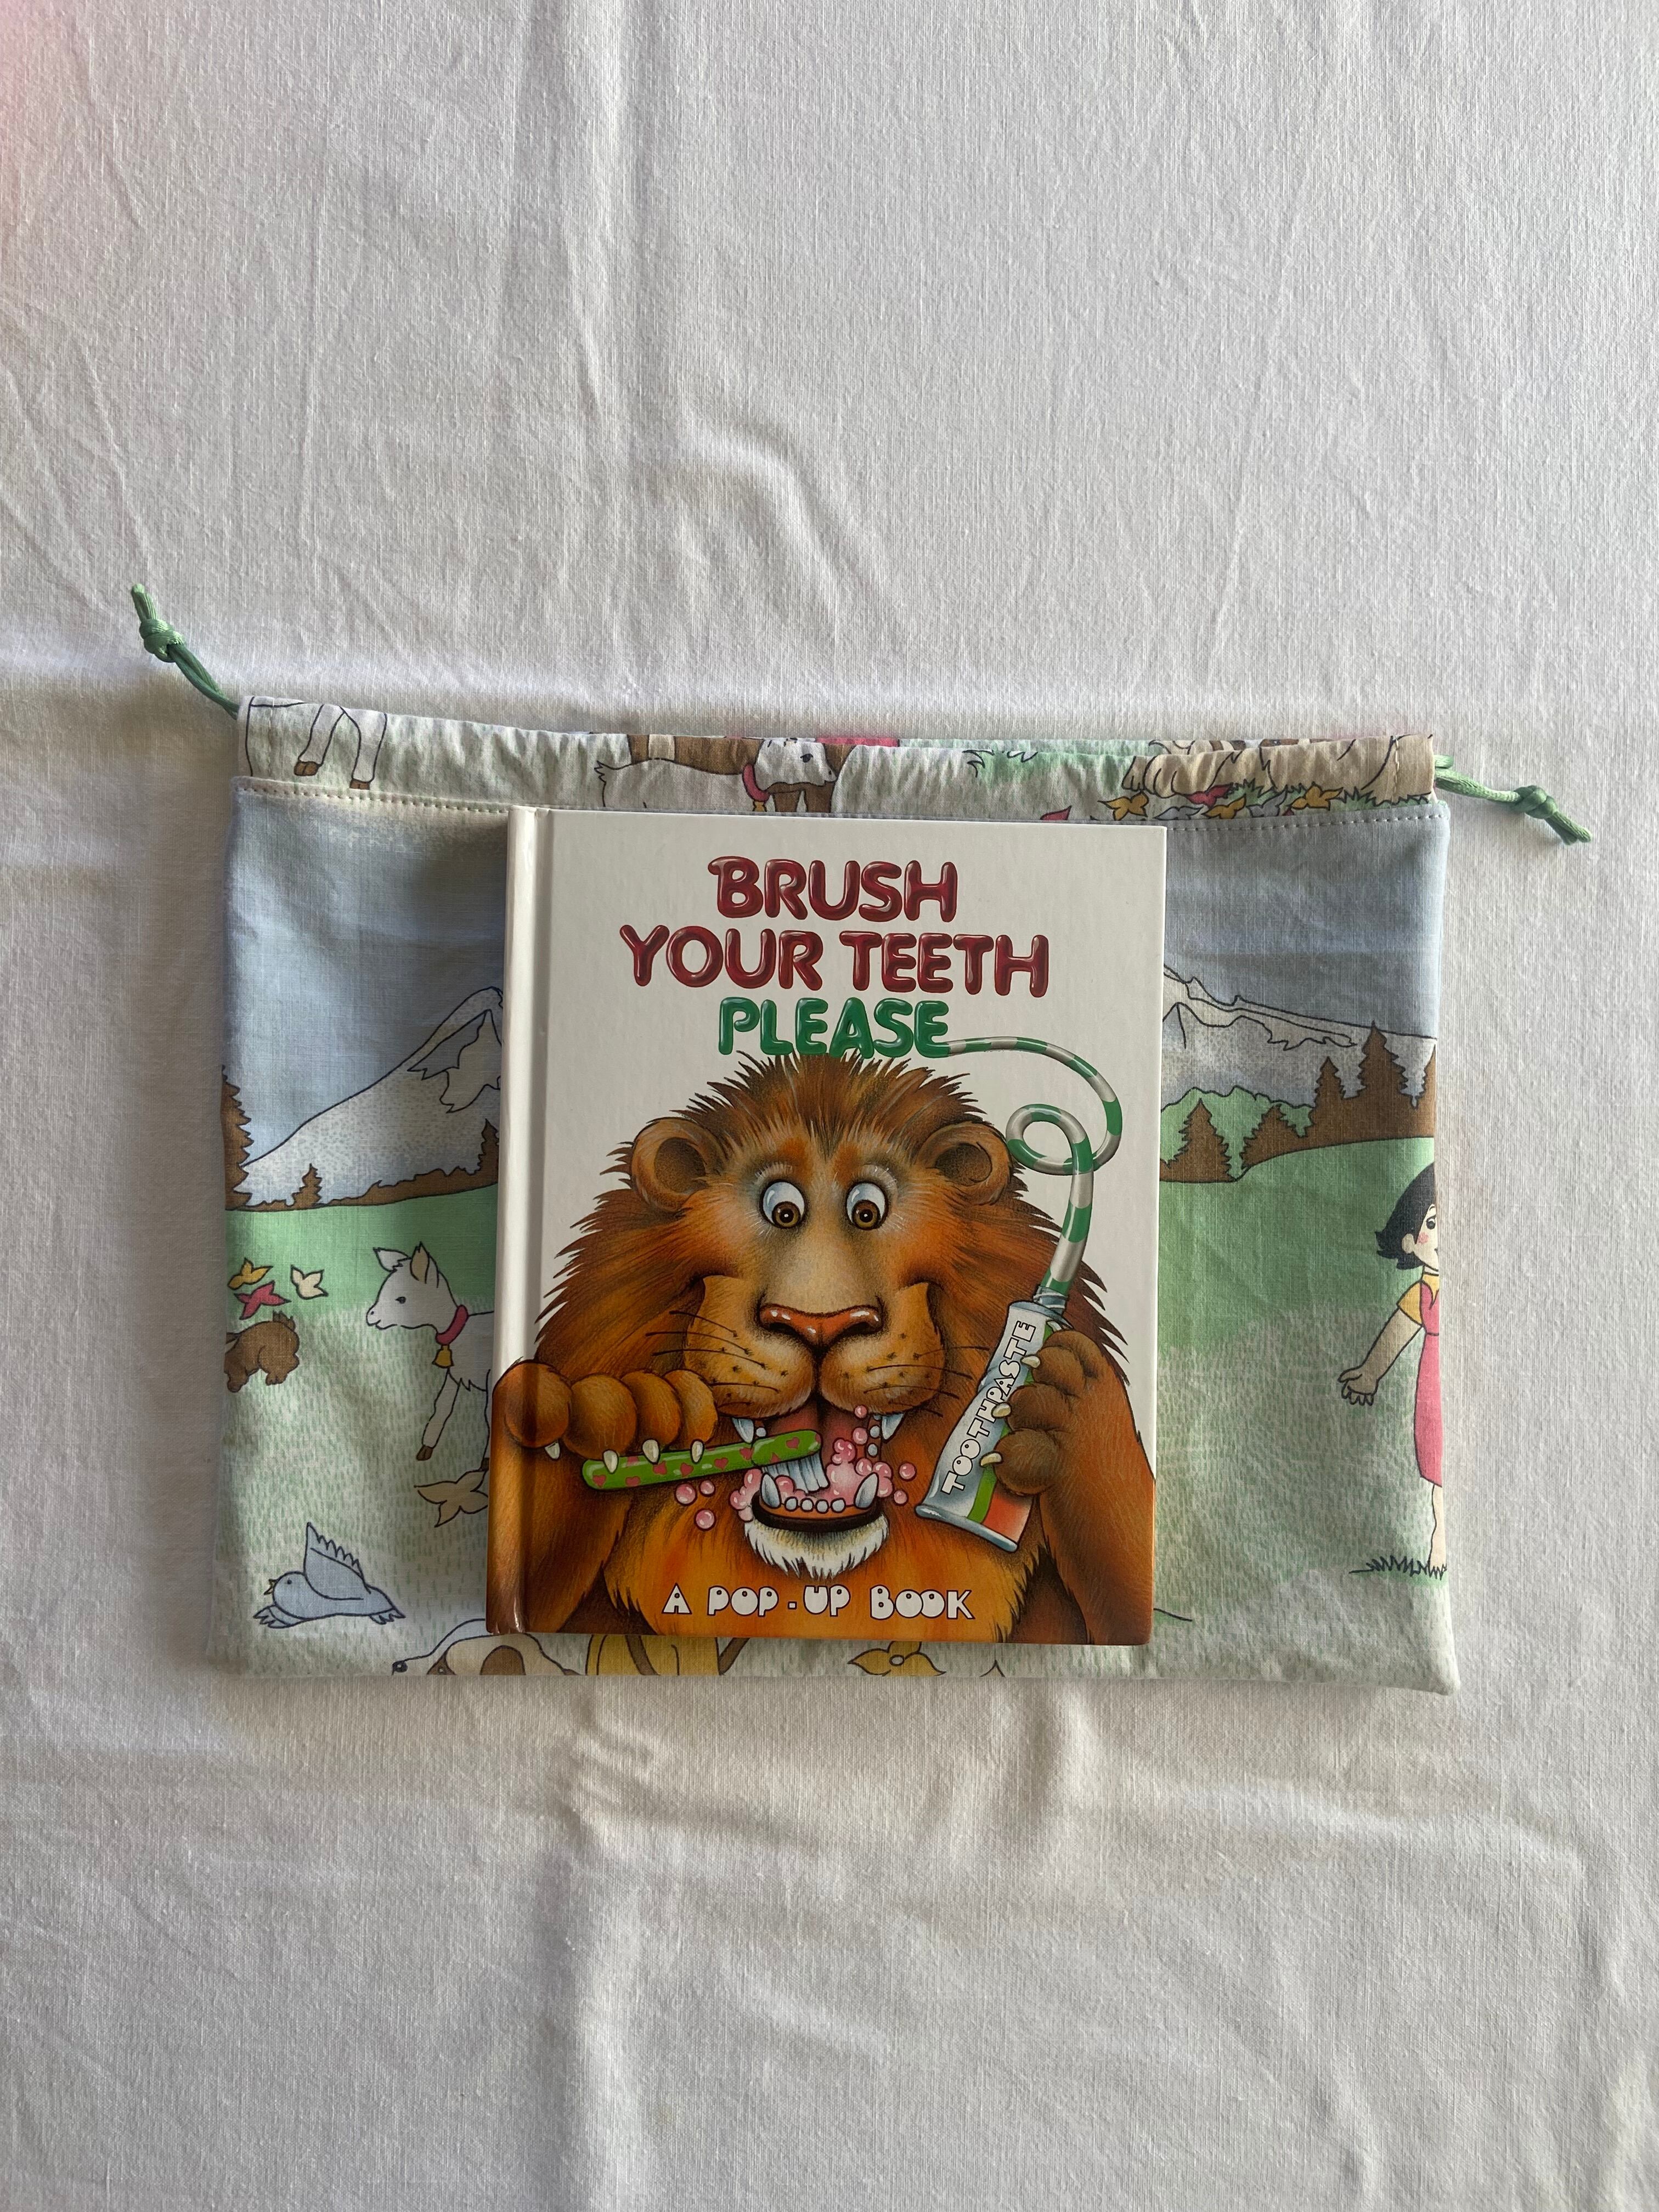 BRUSH
YOUR TEETH
PLEASE
TOOTHPASTE
A POP-UP BOOK